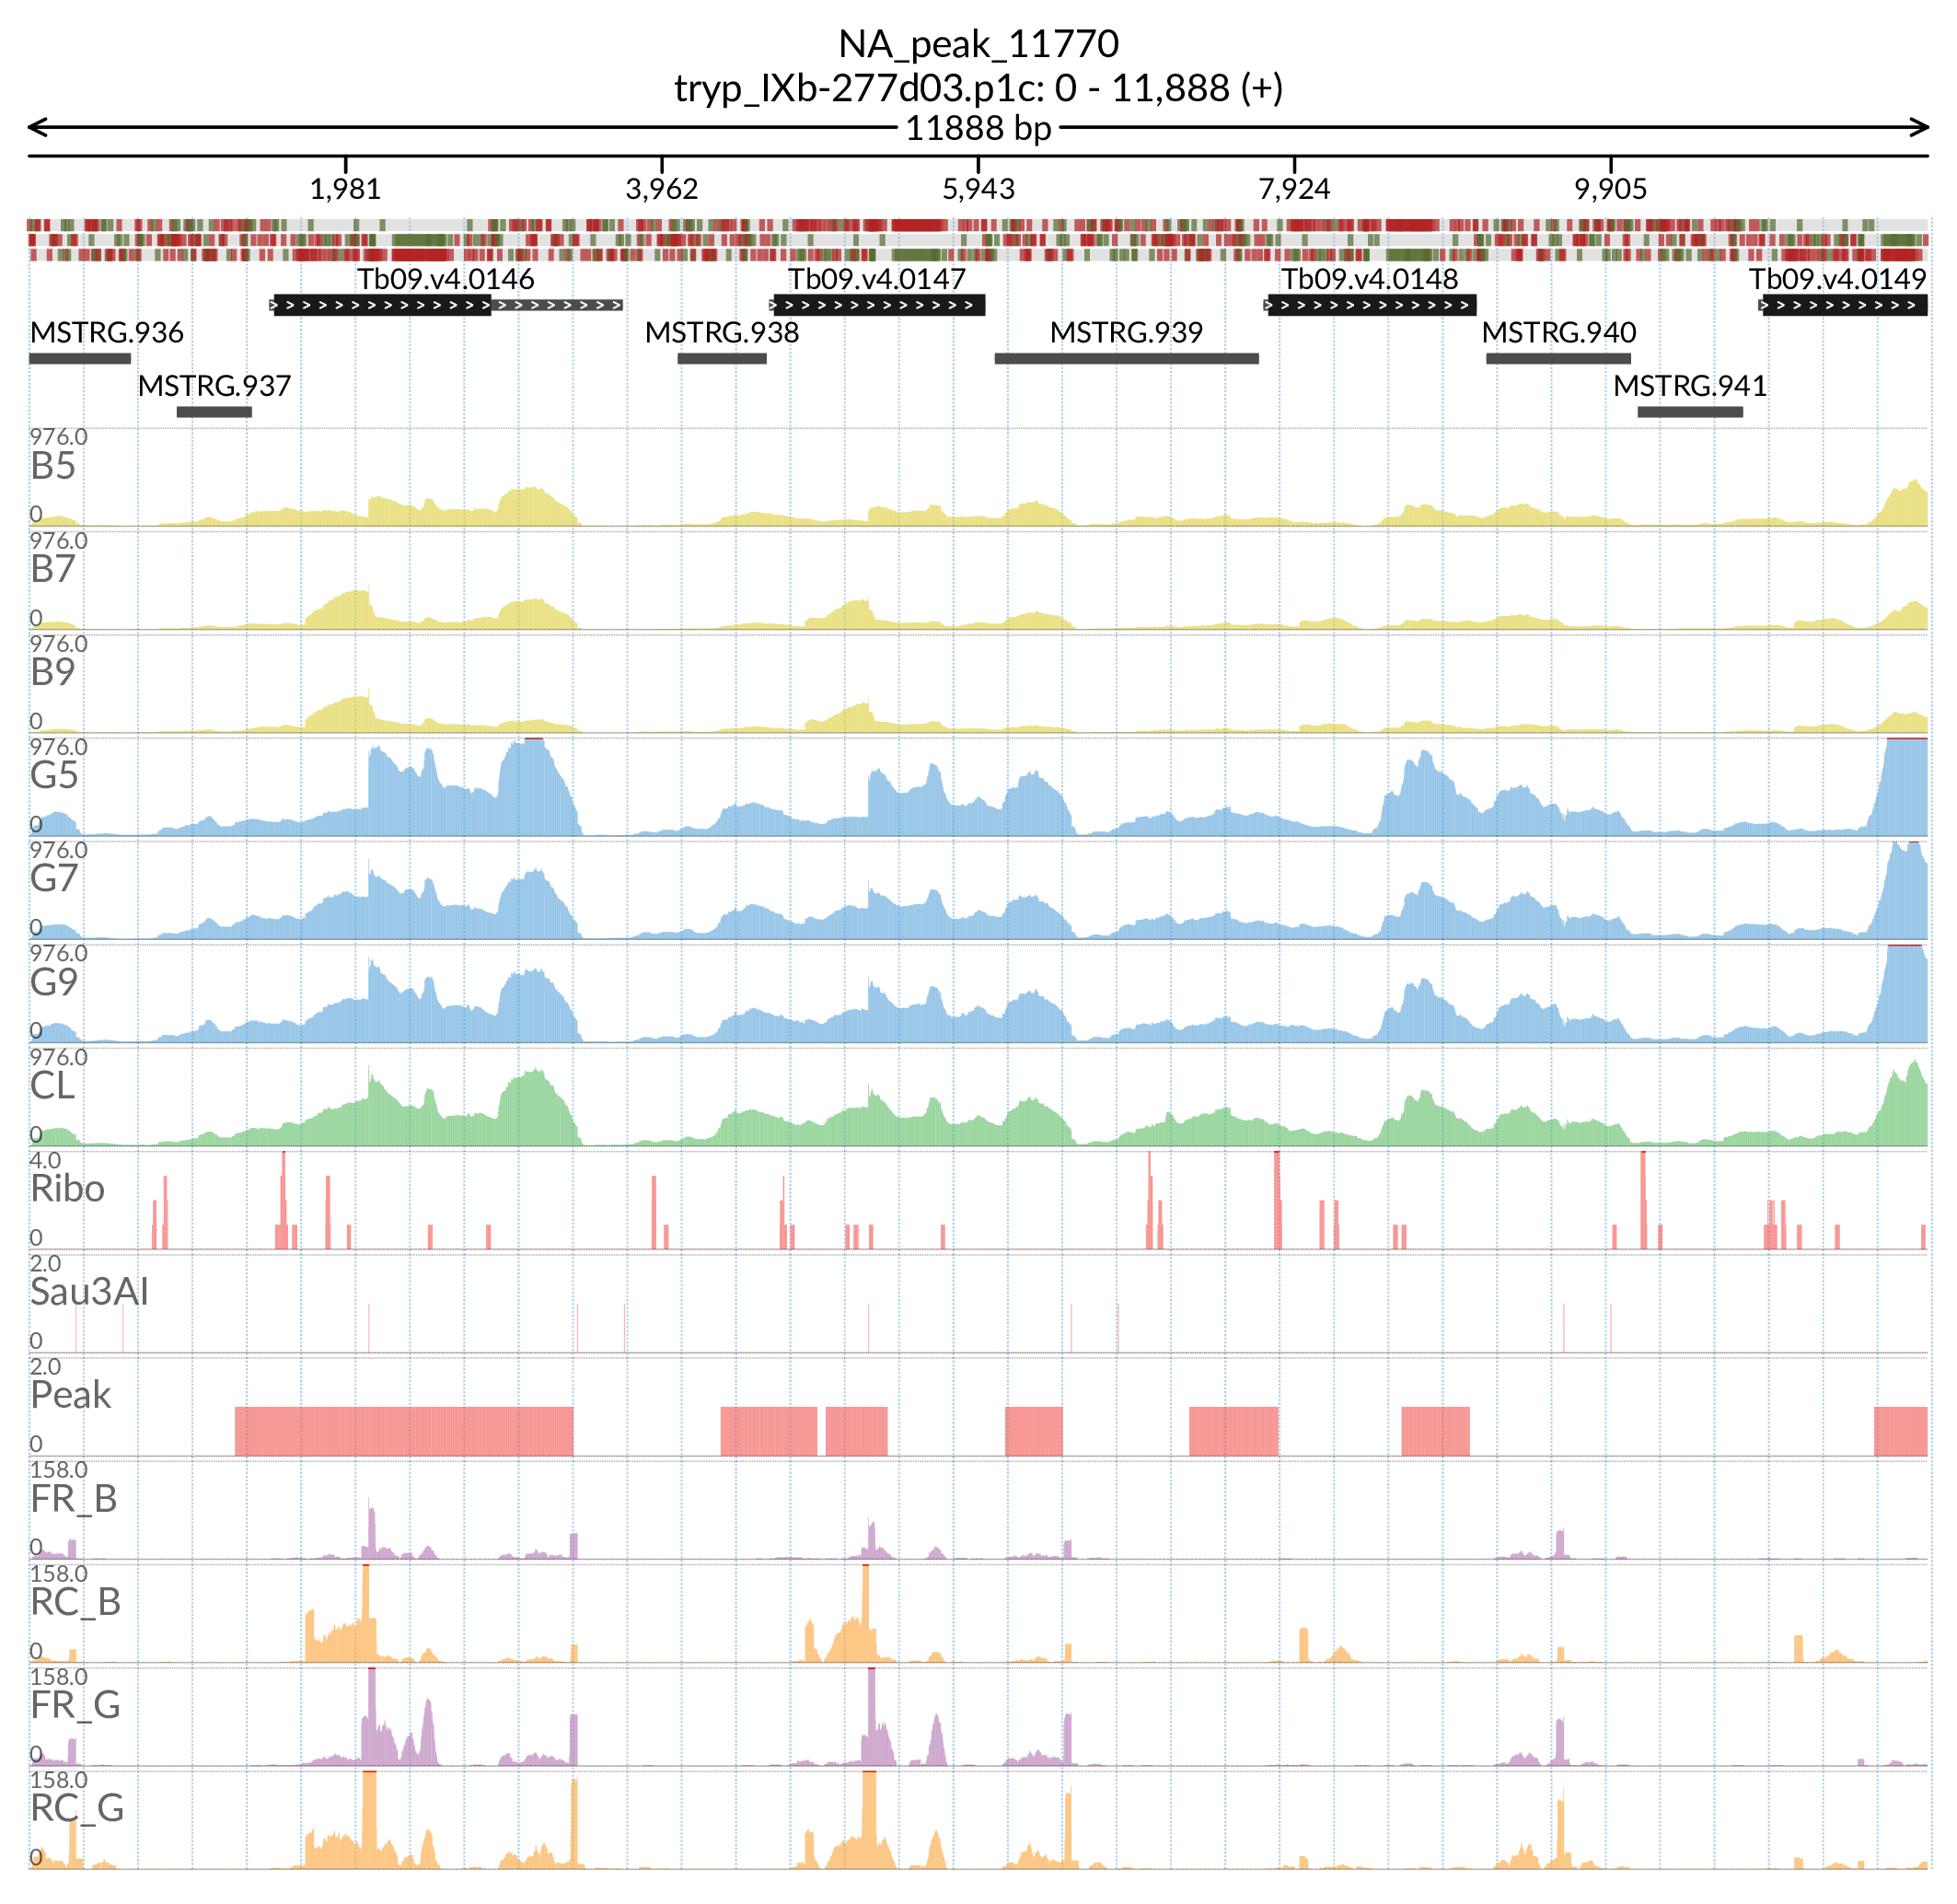 NA_peak_11770
tryp_IXb-277d03.p1c: 0 - 11,888 (+)
11888 bp
1,981 3,962 5,943 7,924 9,905
Tb09.v4.0146 Tb09.v4.0147 Tb09.v4.0148 Tb09.v4.0149
MSTRG.936 MSTRG.938 MSTRG.939 MSTRG.940
MSTRG.937 MSTRG.941
976.0
B5
0
976.0
B7
0
976.0
B9
0
976.0
G5
0
976.0
G7
0
976.0
G9
0
976.0
CL
0
4.0
Ribo
0
2.0
Sau3AI
0
2.0
Peak
0
158.0
FR_B
0
158.0
RC_B
0
158.0
FR_G
0
158.0
RC_G
0